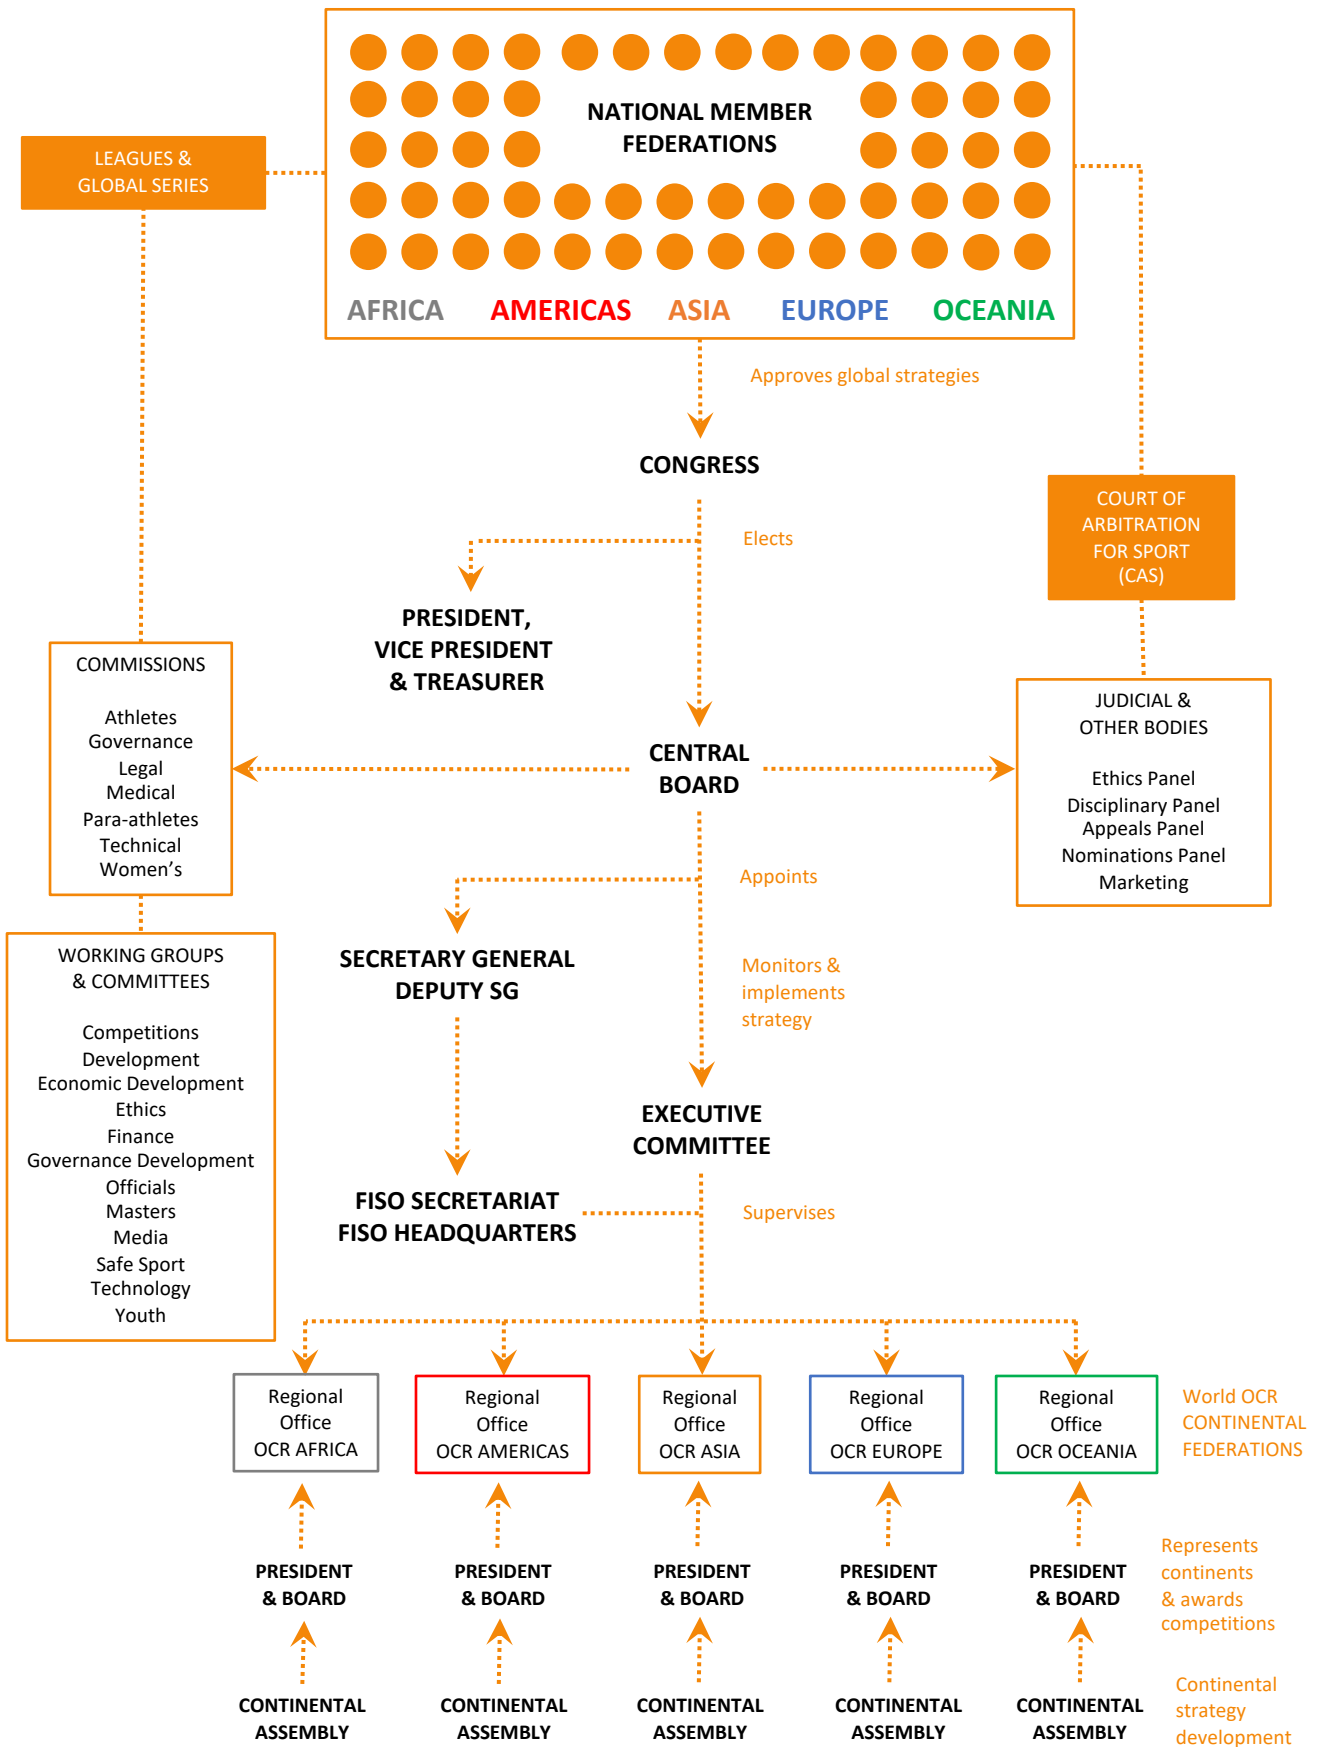 NATIONAL MEMBER
FEDERATIONS
LEAGUES &
GLOBAL SERIES
AFRICA
AMERICAS
ASIA
EUROPE
OCEANIA
Approves global strategies
CONGRESS
COURT OF
ARBITRATION
FOR SPORT
(CAS)
Elects
PRESIDENT,
VICE PRESIDENT
& TREASURER
COMMISSIONS
Athletes
Governance
Legal
Medical
Para-athletes
Technical
Women’s
CENTRAL
BOARD
JUDICIAL &
OTHER BODIES
Ethics Panel
Disciplinary Panel
Appeals Panel
Nominations Panel
Marketing
Appoints
WORKING GROUPS
& COMMITTEES
Competitions
Development
Economic Development
Ethics
Finance
Governance Development
Officials
Masters
Media
Safe Sport
Technology
Youth
SECRETARY GENERAL
DEPUTY SG
Monitors &
implements
strategy
EXECUTIVE
COMMITTEE
FISO SECRETARIAT
FISO HEADQUARTERS
Supervises
Regional
Office
OCR AFRICA
Regional
Office
OCR AMERICAS
Regional
Office
OCR ASIA
Regional
Office
OCR EUROPE
Regional
Office
OCR OCEANIA
World OCR
CONTINENTAL
FEDERATIONS
PRESIDENT
& BOARD
PRESIDENT
& BOARD
PRESIDENT
& BOARD
PRESIDENT
& BOARD
PRESIDENT
& BOARD
Represents
continents
& awards
competitions
CONTINENTAL
ASSEMBLY
CONTINENTAL
ASSEMBLY
CONTINENTAL
ASSEMBLY
CONTINENTAL
ASSEMBLY
CONTINENTAL
ASSEMBLY
Continental
strategy
development